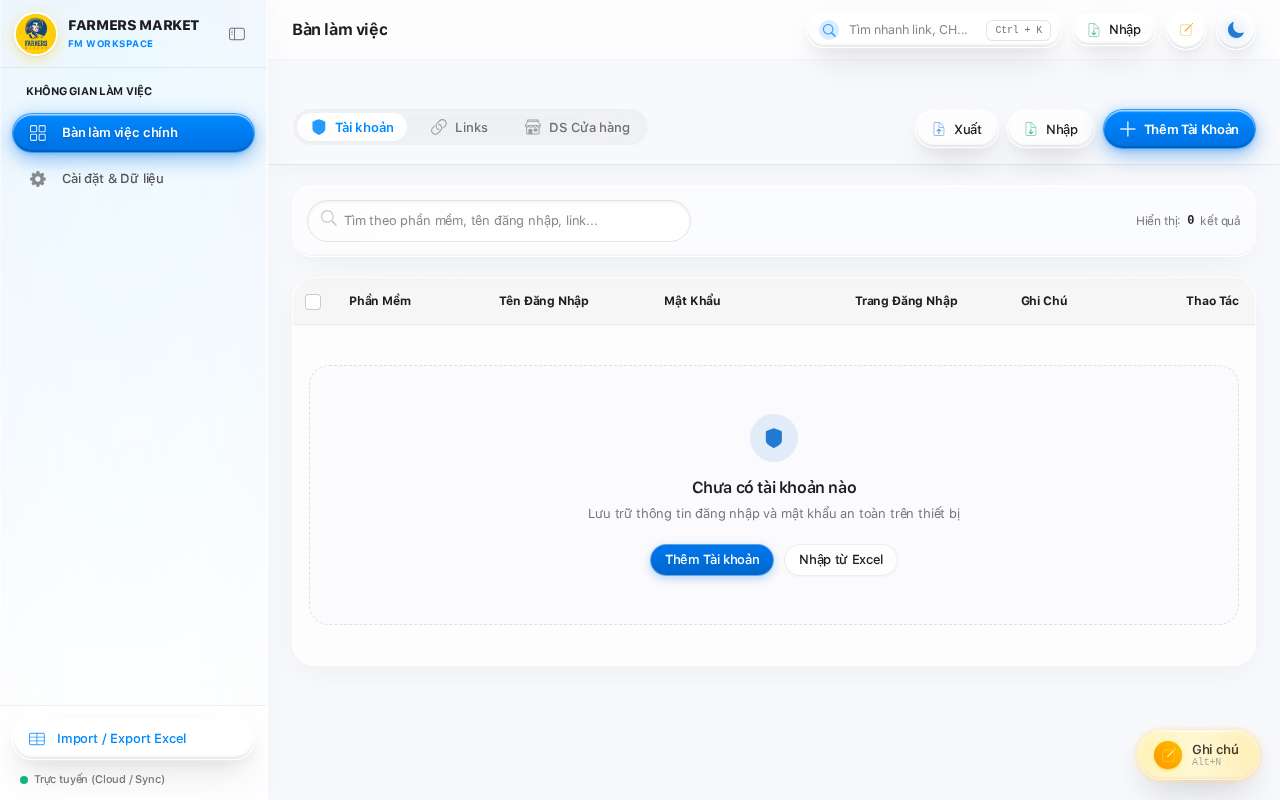 FARMERS MARKET
FM WORKSPACE
KHÔNG GIAN LÀM VIỆC
Bàn làm việc chính
Cài đặt & Dữ liệu
Import / Export Excel
Trực tuyến (Cloud / Sync)
Bàn làm việc
Tìm nhanh link, CH...
Ctrl + K
Nhập
Tài khoản
Links
DS Cửa hàng
Xuất
Nhập
Thêm Tài Khoản
Tìm theo phần mềm, tên đăng nhập, link...
Hiển thị: 0 kết quả
Phần Mềm Tên Đăng Nhập Mật Khẩu Trang Đăng Nhập Ghi Chú Thao Tác
Chưa có tài khoản nào
Lưu trữ thông tin đăng nhập và mật khẩu an toàn trên thiết bị
Thêm Tài khoản
Nhập từ Excel
Ghi chú
Alt+N